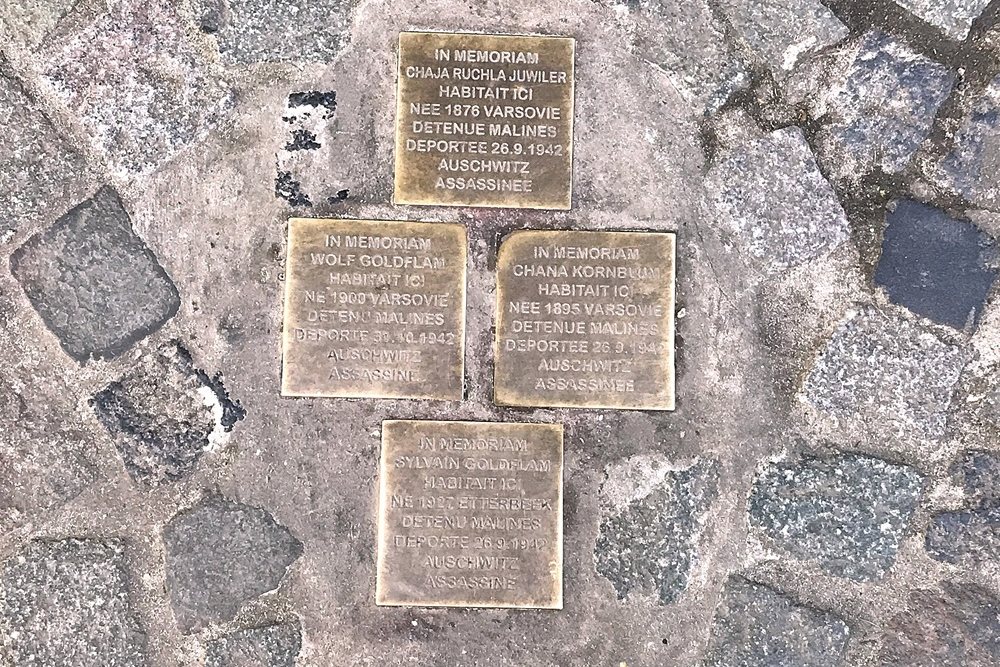 IN MEMORIAM
CHAJA RUCHLA JUWILER
HABITAIT ICI
NEE 1876 VARSOVIE
DETENUE MALINES
DEPORTEE 26.9.1942
AUSCHWITZ
ASSASSINEE
IN MEMORIAM
WOLF GOLDFLAM
HABITAIT ICI
NE 1900 VARSOVIE
DETENU MALINES
DEPORTE 31.10.1942
AUSCHWITZ
ASSASSINE
IN MEMORIAM
CHANA KORNBLUM
HABITAIT ICI
NEE 1895 VARSOVIE
DETENUE MALINES
DEPORTEE 26.9.1942
AUSCHWITZ
ASSASSINEE
IN MEMORIAM
SYLVAIN GOLDFLAM
HABITAIT ICI
NE 1927 ETTERBEEK
DETENU MALINES
DEPORTE 26.9.1942
AUSCHWITZ
ASSASSINE